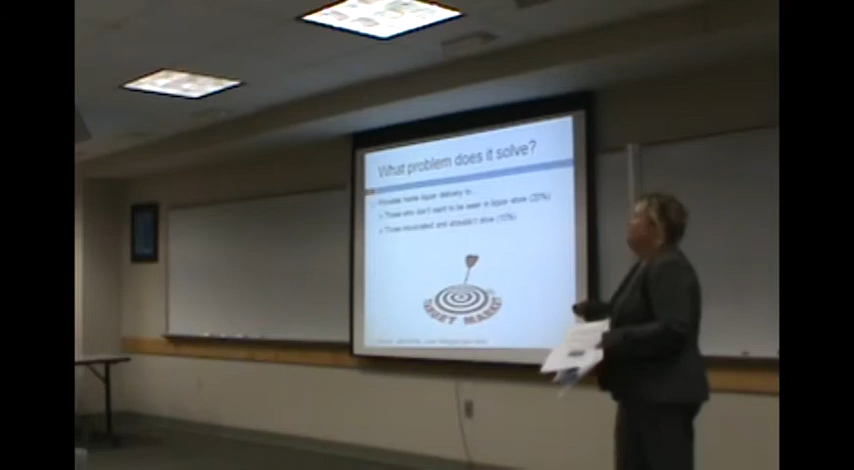 What problem does it solve?
Provides home liquor delivery to...
Those who don't want to be seen in liquor store (20%)
Those intoxicated and shouldn't drive (10%)
TARGET MARKET